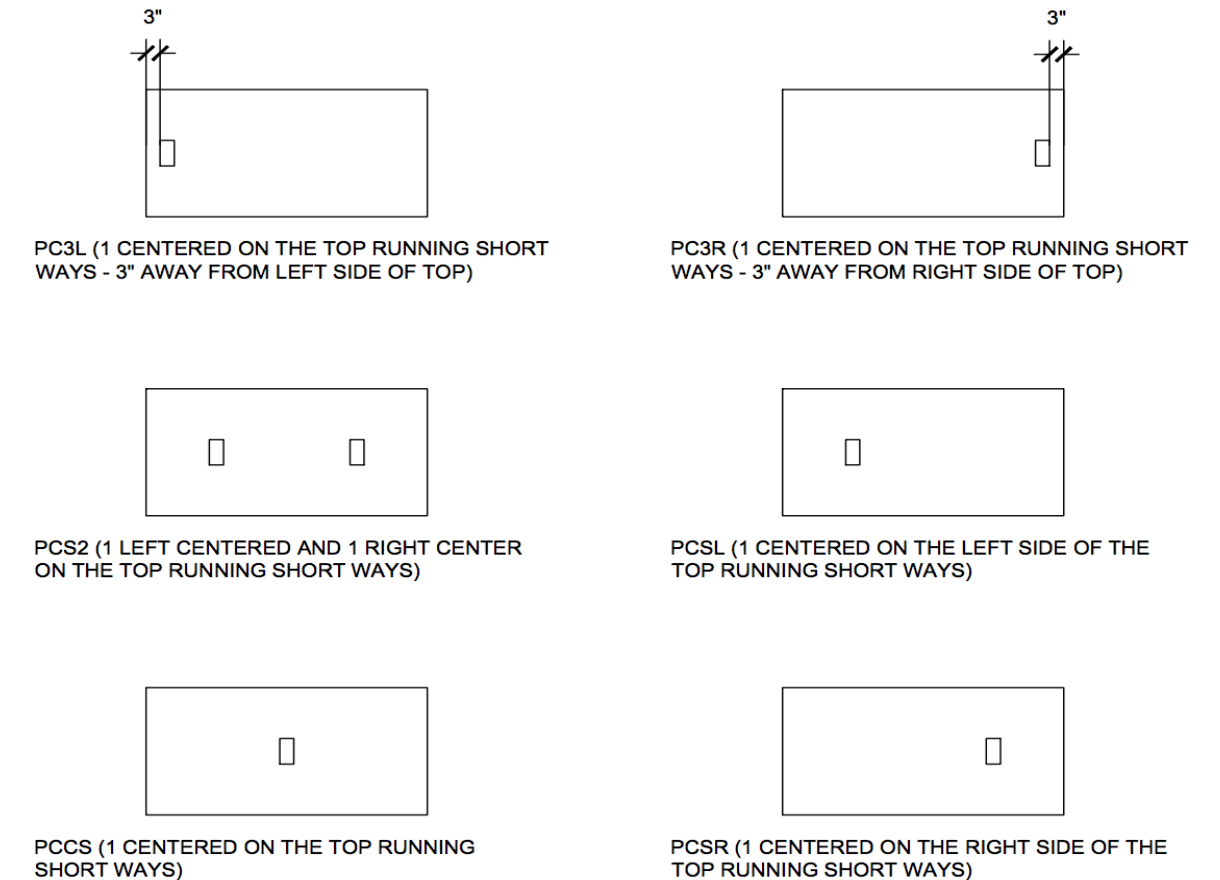 3"
3"
PC3L (1 CENTERED ON THE TOP RUNNING SHORT
WAYS - 3" AWAY FROM LEFT SIDE OF TOP)
PC3R (1 CENTERED ON THE TOP RUNNING SHORT
WAYS - 3" AWAY FROM RIGHT SIDE OF TOP)
PCS2 (1 LEFT CENTERED AND 1 RIGHT CENTER
ON THE TOP RUNNING SHORT WAYS)
PCSL (1 CENTERED ON THE LEFT SIDE OF THE
TOP RUNNING SHORT WAYS)
PCCS (1 CENTERED ON THE TOP RUNNING
SHORT WAYS)
PCSR (1 CENTERED ON THE RIGHT SIDE OF THE
TOP RUNNING SHORT WAYS)